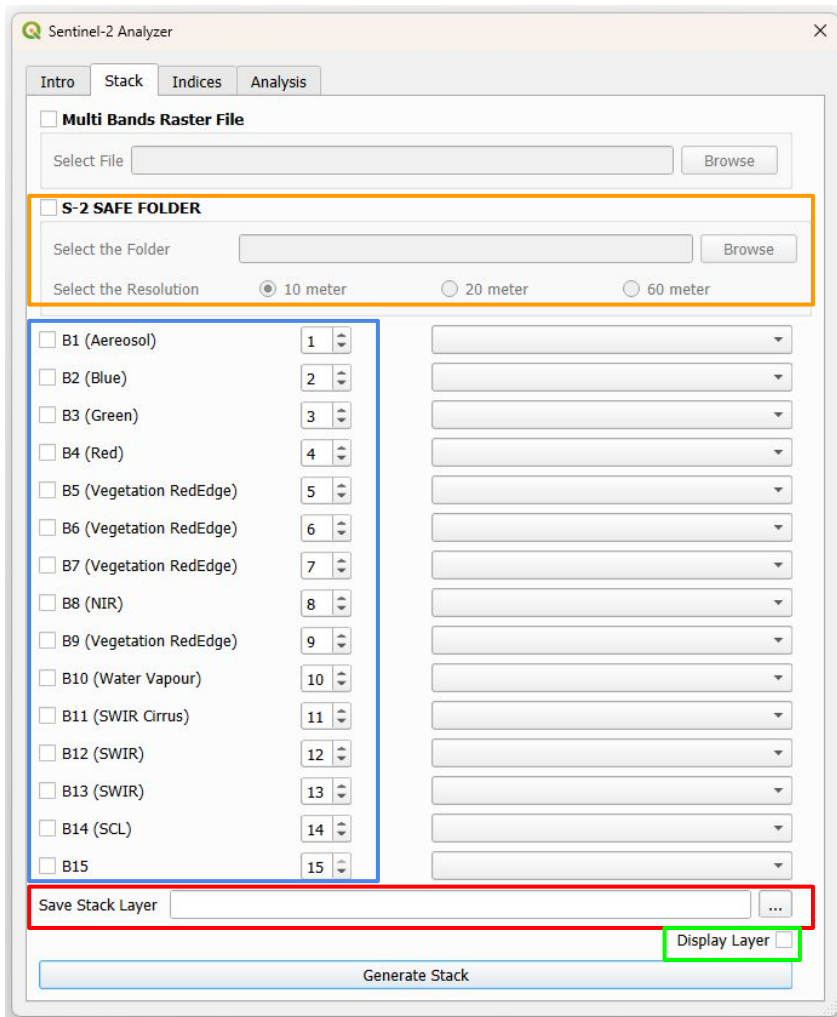 Sentinel-2 Analyzer
Intro Stack Indices Analysis
Multi Bands Raster File
Select File Browse
S-2 SAFE FOLDER
Select the Folder Browse
Select the Resolution 10 meter 20 meter 60 meter
B1 (Aereosol) 1
B2 (Blue) 2
B3 (Green) 3
B4 (Red) 4
B5 (Vegetation RedEdge) 5
B6 (Vegetation RedEdge) 6
B7 (Vegetation RedEdge) 7
B8 (NIR) 8
B9 (Vegetation RedEdge) 9
B10 (Water Vapour) 10
B11 (SWIR Cirrus) 11
B12 (SWIR) 12
B13 (SWIR) 13
B14 (SCL) 14
B15 15
Save Stack Layer ...
Display Layer
Generate Stack